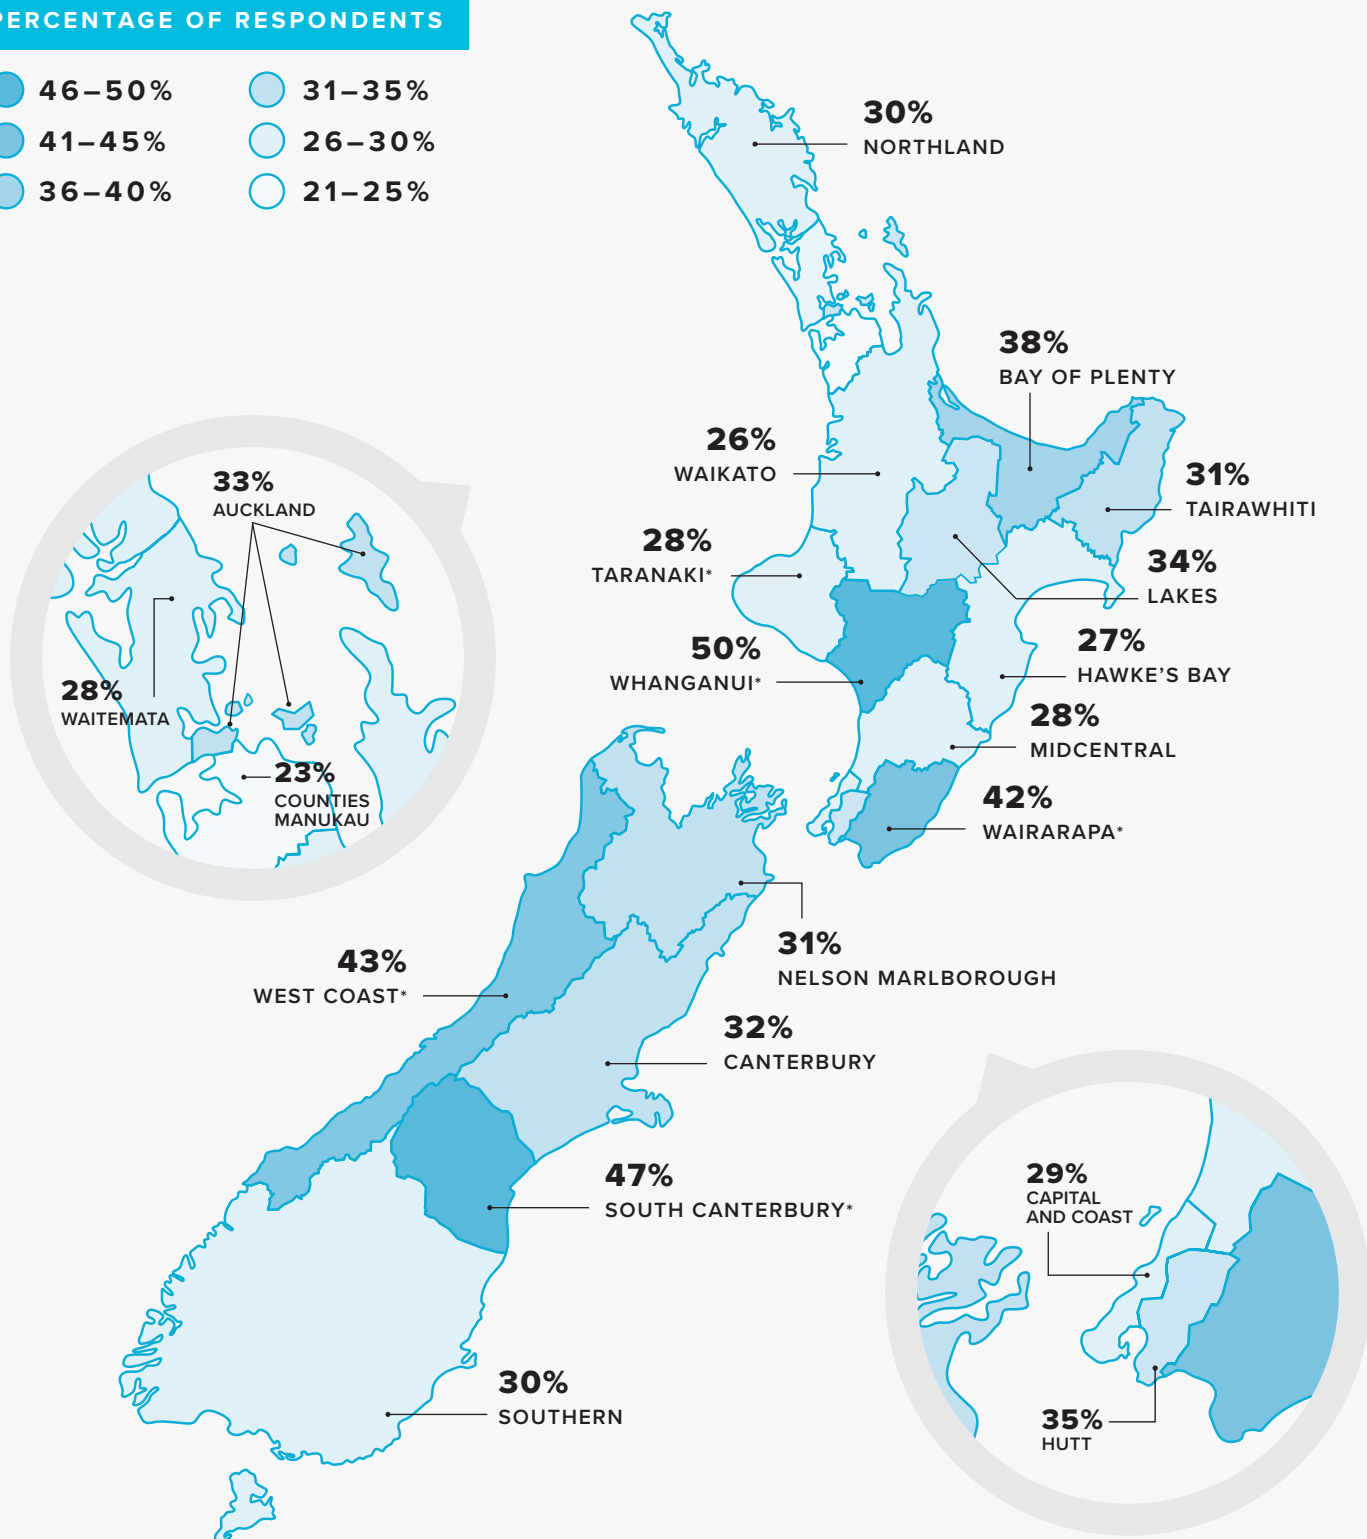 PERCENTAGE OF RESPONDENTS
46–50%
41–45%
36–40%
31–35%
26–30%
21–25%
30%
NORTHLAND
38%
BAY OF PLENTY
26%
WAIKATO
31%
TAIRAWHITI
28%
TARANAKI*
34%
LAKES
50%
WHANGANUI*
27%
HAWKE'S BAY
28%
MIDCENTRAL
42%
WAIRARAPA*
33%
AUCKLAND
28%
WAITEMATA
23%
COUNTIES
MANUKAU
31%
NELSON MARLBOROUGH
43%
WEST COAST*
32%
CANTERBURY
47%
SOUTH CANTERBURY*
30%
SOUTHERN
29%
CAPITAL
AND COAST
35%
HUTT